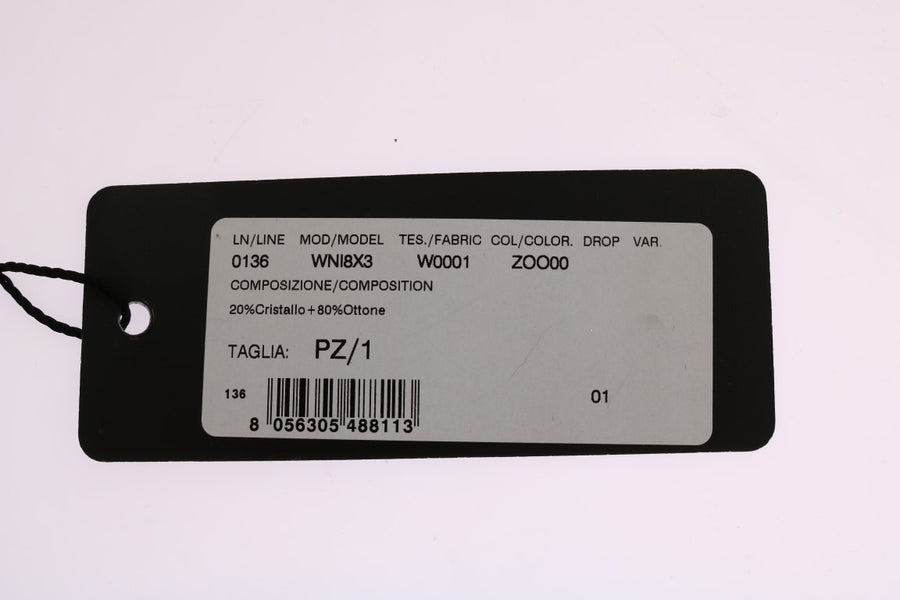 LN/LINE MOD/MODEL TES./FABRIC COL/COLOR. DROP VAR.
0136 WNI8X3 W0001 ZOO00
COMPOSIZIONE/COMPOSITION
20%Cristallo+80%Ottone
TAGLIA: PZ/1
136 01
8 056305 488113